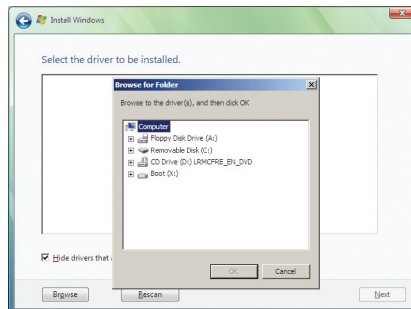 Install Windows
Select the driver to be installed.
Browse for Folder
Browse to the driver(s), and then click OK
Computer
Floppy Disk Drive (A:)
Removable Disk (C:)
CD Drive (D:) LRMCFRE_EN_DVD
Boot (X:)
Hide drivers that
OK
Cancel
Browse
Rescan
Next